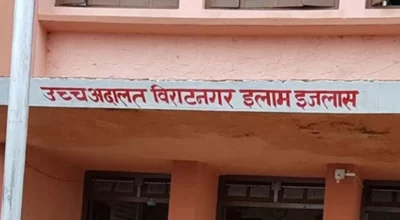 उच्च अदालत विराटनगर इलाम इजलास